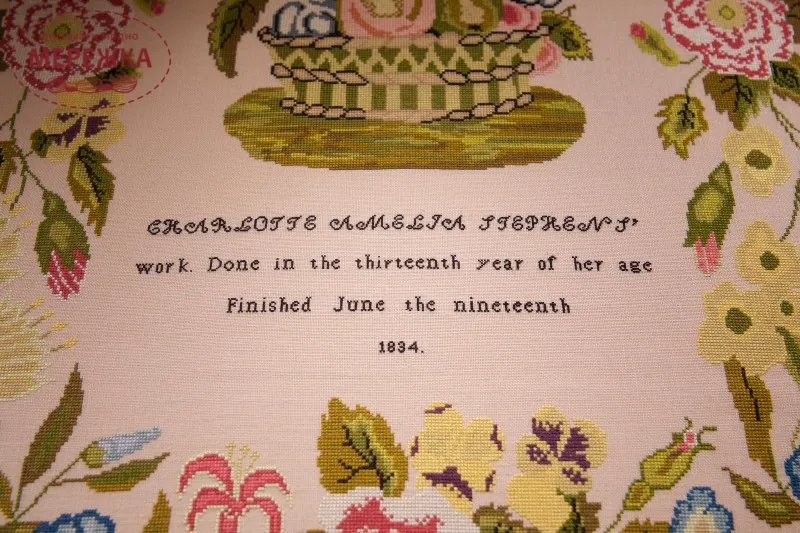 МЕРЕЖКА
CHARLOTTE AMELIA STEPHENS'
work. Done in the thirteenth year of her age
Finished June the nineteenth
1834.